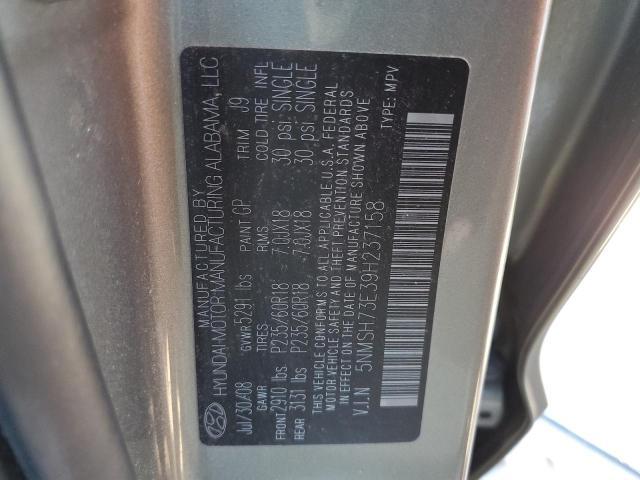 MANUFACTURED BY
HYUNDAI MOTOR MANUFACTURING ALABAMA, LLC
Jul/30/08 GVWR 5291 lbs PAINT GP TRIM J9
GAWR TIRES RIMS COLD-TIRE INFL
FRONT 2910 lbs P235/60R18 - 7.0JX18 30 psi SINGLE
REAR 3131 lbs P235/60R18 - 7.0JX18 30 psi SINGLE
THIS VEHICLE CONFORMS TO ALL APPLICABLE U.S.A. FEDERAL
MOTOR VEHICLE SAFETY AND THEFT PREVENTION STANDARDS
IN EFFECT ON THE DATE OF MANUFACTURE SHOWN ABOVE
V.I.N 5NMSH73E39H237158 TYPE: MPV